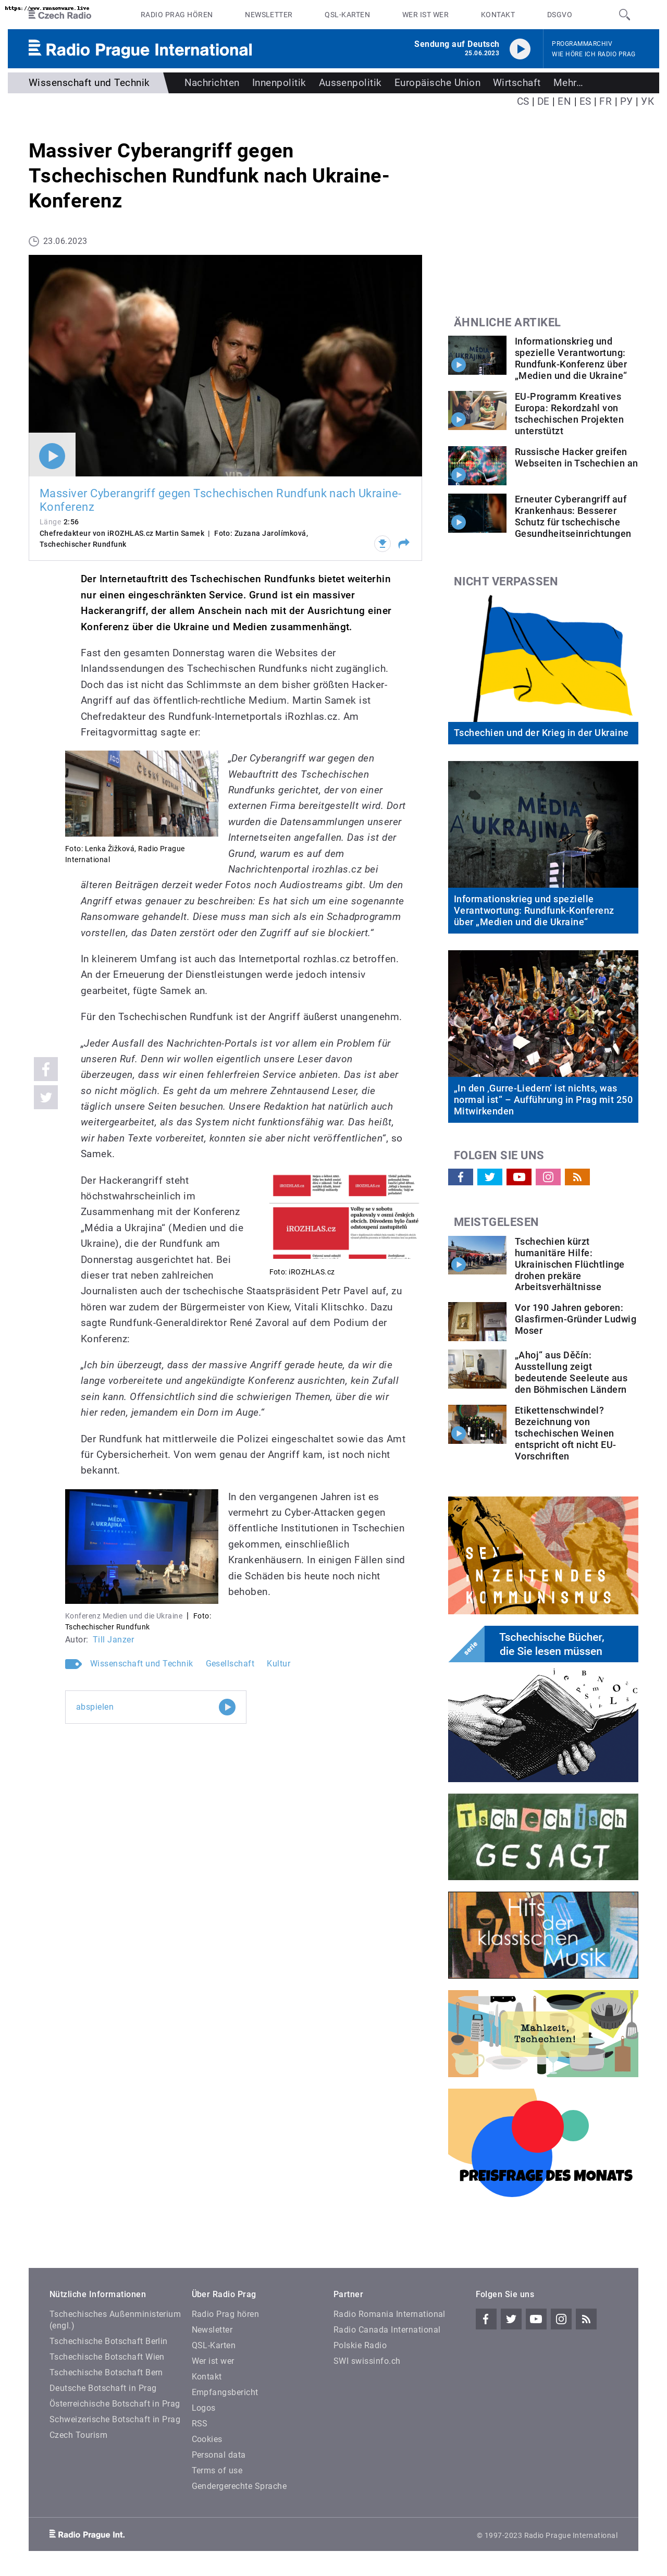 https://www.ransomware.live
Czech Radio
RADIO PRAG HÖREN
NEWSLETTER
QSL-KARTEN
WER IST WER
KONTAKT
DSGVO
Radio Prague International
Sendung auf Deutsch
25.06.2023
PROGRAMMARCHIV
WIE HÖRE ICH RADIO PRAG
Wissenschaft und Technik
Nachrichten
Innenpolitik
Aussenpolitik
Europäische Union
Wirtschaft
Mehr...
CS | DE | EN | ES | FR | РУ | УК
Massiver Cyberangriff gegen
Tschechischen Rundfunk nach Ukraine-
Konferenz
23.06.2023
Massiver Cyberangriff gegen Tschechischen Rundfunk nach Ukraine-
Konferenz
Länge 2:56
Chefredakteur von iROZHLAS.cz Martin Samek | Foto: Zuzana Jarolímková,
Tschechischer Rundfunk
Der Internetauftritt des Tschechischen Rundfunks bietet weiterhin
nur einen eingeschränkten Service. Grund ist ein massiver
Hackerangriff, der allem Anschein nach mit der Ausrichtung einer
Konferenz über die Ukraine und Medien zusammenhängt.
Fast den gesamten Donnerstag waren die Websites der
Inlandssendungen des Tschechischen Rundfunks nicht zugänglich.
Doch das ist nicht das Schlimmste an dem bisher größten Hacker-
Angriff auf das öffentlich-rechtliche Medium. Martin Samek ist
Chefredakteur des Rundfunk-Internetportals iRozhlas.cz. Am
Freitagvormittag sagte er:
„Der Cyberangriff war gegen den
Webauftritt des Tschechischen
Rundfunks gerichtet, der von einer
externen Firma bereitgestellt wird. Dort
wurden die Datensammlungen unserer
Internetseiten angefallen. Das ist der
Grund, warum es auf dem
Nachrichtenportal irozhlas.cz bei
älteren Beiträgen derzeit weder Fotos noch Audiostreams gibt. Um den
Angriff etwas genauer zu beschreiben: Es hat sich um eine sogenannte
Ransomware gehandelt. Diese muss man sich als ein Schadprogramm
vorstellen, das Daten zerstört oder den Zugriff auf sie blockiert.“
Foto: Lenka Žižková, Radio Prague
International
In kleinerem Umfang ist auch das Internetportal rozhlas.cz betroffen.
An der Erneuerung der Dienstleistungen werde jedoch intensiv
gearbeitet, fügte Samek an.
Für den Tschechischen Rundfunk ist der Angriff äußerst unangenehm.
„Jeder Ausfall des Nachrichten-Portals ist vor allem ein Problem für
unseren Ruf. Denn wir wollen eigentlich unsere Leser davon
überzeugen, dass wir einen fehlerfreien Service anbieten. Das ist aber
so nicht möglich. Es geht da um mehrere Zehntausend Leser, die
täglich unsere Seiten besuchen. Unsere Redaktion hat natürlich auch
weitergearbeitet, als das System nicht funktionsfähig war. Das heißt,
wir haben Texte vorbereitet, konnten sie aber nicht veröffentlichen“, so
Samek.
Der Hackerangriff steht
höchstwahrscheinlich im
Zusammenhang mit der Konferenz
„Média a Ukrajina“ (Medien und die
Ukraine), die der Rundfunk am
Donnerstag ausgerichtet hat. Bei
dieser trat neben zahlreichen
Journalisten auch der tschechische Staatspräsident Petr Pavel auf, zu
hören war zudem der Bürgermeister von Kiew, Vitali Klitschko. Dazu
sagte Rundfunk-Generaldirektor René Zavoral auf dem Podium der
Konferenz:
iROZHLAS.cz
Volby se v sobotu
opakovaly v osmi českých
obcích. Důvodem bylo časté
odstoupení zastupitelů
Foto: iROZHLAS.cz
„Ich bin überzeugt, dass der massive Angriff gerade heute, da wir die
lange vorbereitete und angekündigte Konferenz ausrichten, kein Zufall
sein kann. Offensichtlich sind die schwierigen Themen, über die wir
hier reden, jemandem ein Dorn im Auge.“
Der Rundfunk hat mittlerweile die Polizei eingeschaltet sowie das Amt
für Cybersicherheit. Von wem genau der Angriff kam, ist noch nicht
bekannt.
MÉDIA
A UKRAJINA
In den vergangenen Jahren ist es
vermehrt zu Cyber-Attacken gegen
öffentliche Institutionen in Tschechien
gekommen, einschließlich
Krankenhäusern. In einigen Fällen sind
die Schäden bis heute noch nicht
behoben.
Konferenz Medien und die Ukraine | Foto:
Tschechischer Rundfunk
Autor: Till Janzer
Wissenschaft und Technik
Gesellschaft
Kultur
abspielen
ÄHNLICHE ARTIKEL
Informationskrieg und
spezielle Verantwortung:
Rundfunk-Konferenz über
„Medien und die Ukraine“
EU-Programm Kreatives
Europa: Rekordzahl von
tschechischen Projekten
unterstützt
Russische Hacker greifen
Webseiten in Tschechien an
Erneuter Cyberangriff auf
Krankenhaus: Besserer
Schutz für tschechische
Gesundheitseinrichtungen
NICHT VERPASSEN
Tschechien und der Krieg in der Ukraine
MÉDIA
A UKRAJINA
Informationskrieg und spezielle
Verantwortung: Rundfunk-Konferenz
über „Medien und die Ukraine“
„In den ‚Gurre-Liedern‘ ist nichts, was
normal ist“ – Aufführung in Prag mit 250
Mitwirkenden
FOLGEN SIE UNS
MEISTGELESEN
Tschechien kürzt
humanitäre Hilfe:
Ukrainischen Flüchtlinge
drohen prekäre
Arbeitsverhältnisse
Vor 190 Jahren geboren:
Glasfirmen-Gründer Ludwig
Moser
„Ahoj“ aus Děčín:
Ausstellung zeigt
bedeutende Seeleute aus
den Böhmischen Ländern
Etikettenschwindel?
Bezeichnung von
tschechischen Weinen
entspricht oft nicht EU-
Vorschriften
SEX
IN ZEITEN DES
KOMMUNISMUS
serie
Tschechische Bücher,
die Sie lesen müssen
TSCHECHISCH
GESAGT
Hits
der
klassischen
Musik
Mahlzeit,
Tschechien!
PREISFRAGE DES MONATS
Nützliche Informationen
Tschechisches Außenministerium
(engl.)
Tschechische Botschaft Berlin
Tschechische Botschaft Wien
Tschechische Botschaft Bern
Deutsche Botschaft in Prag
Österreichische Botschaft in Prag
Schweizerische Botschaft in Prag
Czech Tourism
Über Radio Prag
Radio Prag hören
Newsletter
QSL-Karten
Wer ist wer
Kontakt
Empfangsbericht
Logos
RSS
Cookies
Personal data
Terms of use
Gendergerechte Sprache
Partner
Radio Romania International
Radio Canada International
Polskie Radio
SWI swissinfo.ch
Folgen Sie uns
Radio Prague Int.
© 1997-2023 Radio Prague International